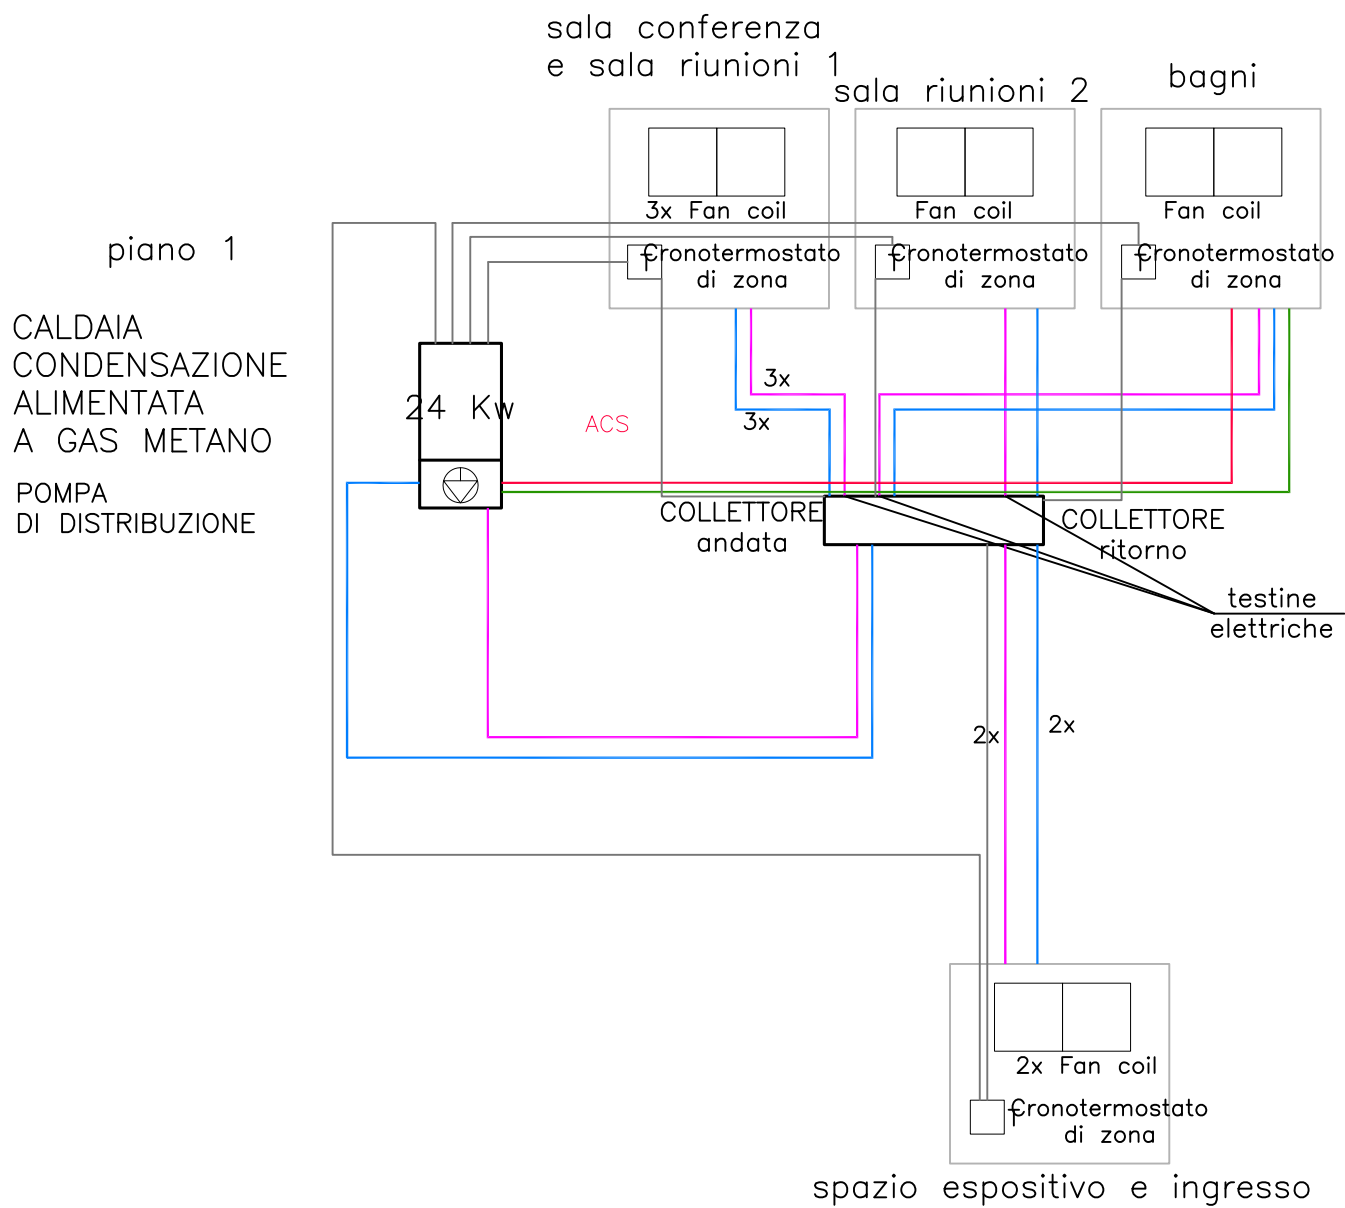 sala conferenza
e sala riunioni 1
sala riunioni 2
bagni
3x Fan coil
Fan coil
Fan coil
piano 1
T
Cronotermostato
di zona
T
Cronotermostato
di zona
T
Cronotermostato
di zona
CALDAIA
CONDENSAZIONE
ALIMENTATA
A GAS METANO
24 Kw
3x
3x
ACS
POMPA
DI DISTRIBUZIONE
COLLETTORE
andata
COLLETTORE
ritorno
testine
elettriche
2x
2x
2x Fan coil
T
Cronotermostato
di zona
spazio espositivo e ingresso